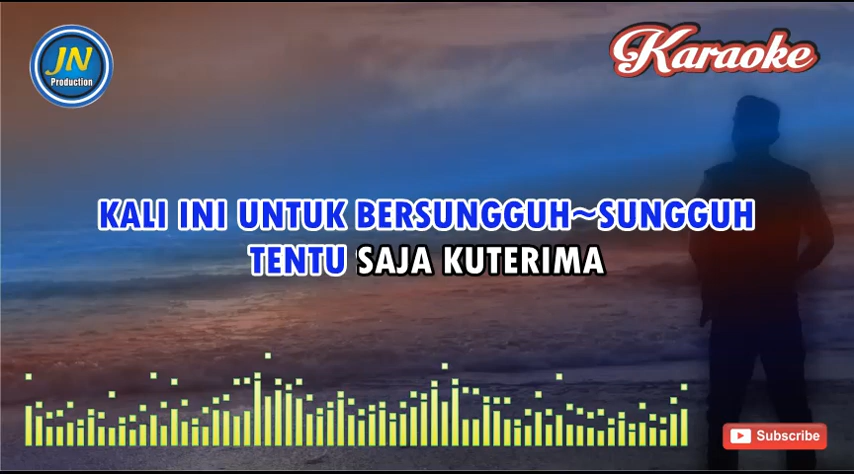 JN
Production
Karaoke
KALI INI UNTUK BERSUNGGUH~SUNGGUH
TENTU SAJA KUTERIMA
Subscribe